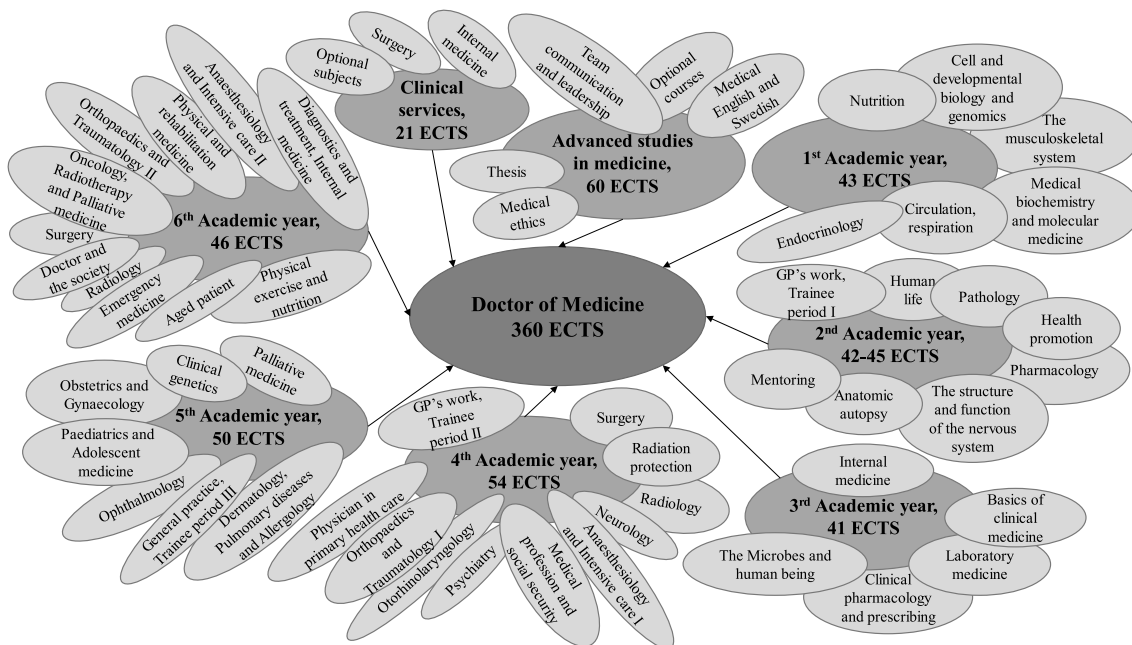 Doctor of Medicine
360 ECTS
Clinical
services,
21 ECTS
Optional
subjects
Surgery
Internal
medicine
Advanced studies
in medicine,
60 ECTS
Team
communication
and leadership
Optional
courses
Medical
English and
Swedish
Thesis
Medical
ethics
1st Academic year,
43 ECTS
Nutrition
Cell and
developmental
biology and
genomics
The
musculoskeletal
system
Medical
biochemistry
and molecular
medicine
Circulation,
respiration
Endocrinology
2nd Academic year,
42–45 ECTS
GP's work,
Trainee
period I
Human
life
Pathology
Health
promotion
Pharmacology
The structure
and function
of the nervous
system
Anatomic
autopsy
Mentoring
3rd Academic year,
41 ECTS
Internal
medicine
Basics of
clinical
medicine
Laboratory
medicine
Clinical
pharmacology
and prescribing
The Microbes and
human being
4th Academic year,
54 ECTS
GP's work,
Trainee
period II
Surgery
Radiation
protection
Radiology
Neurology
Anaesthesiology
and Intensive care I
Medical
profession and
social security
Psychiatry
Otorhinolaryngology
Orthopaedics
and
Traumatology I
Physician in
primary health care
5th Academic year,
50 ECTS
Palliative
medicine
Clinical
genetics
Obstetrics and
Gynaecology
Paediatrics and
Adolescent
medicine
Ophthalmology
General practice,
Trainee period III
Dermatology,
Pulmonary diseases
and Allergology
6th Academic year,
46 ECTS
Diagnostics and
treatment. Internal
medicine
Anaesthesiology
and Intensive care II
Physical and
rehabilitation
medicine
Orthopaedics and
Traumatology II
Oncology,
Radiotherapy
and Palliative
medicine
Surgery
Doctor and
the society
Radiology
Emergency
medicine
Aged patient
Physical
exercise and
nutrition